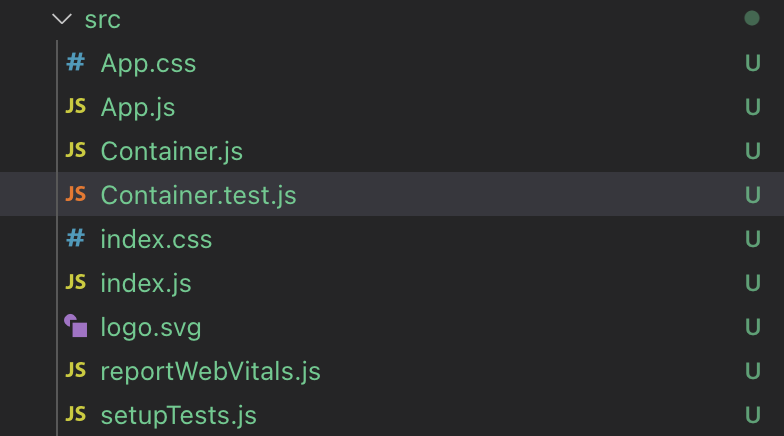 src
# App.css U
JS App.js U
JS Container.js U
JS Container.test.js U
# index.css U
JS index.js U
logo.svg U
JS reportWebVitals.js U
JS setupTests.js U